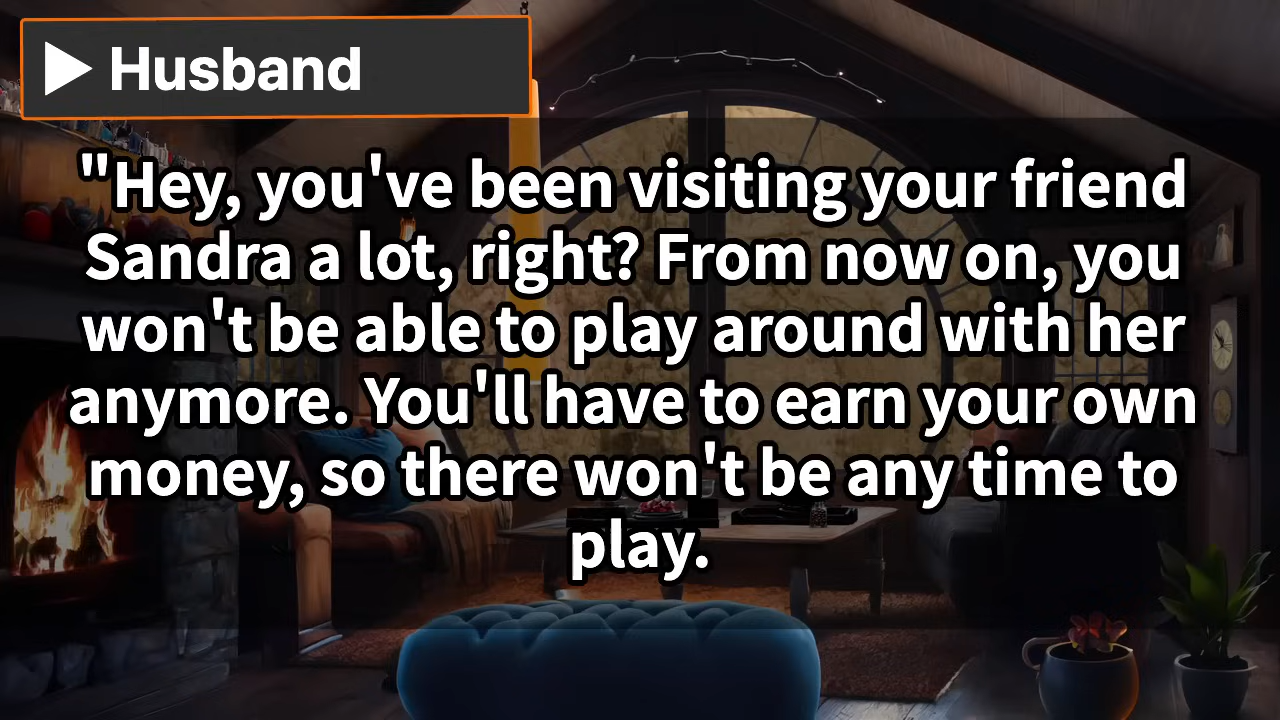 Husband
"Hey, you've been visiting your friend
Sandra a lot, right? From now on, you
won't be able to play around with her
anymore. You'll have to earn your own
money, so there won't be any time to
play.